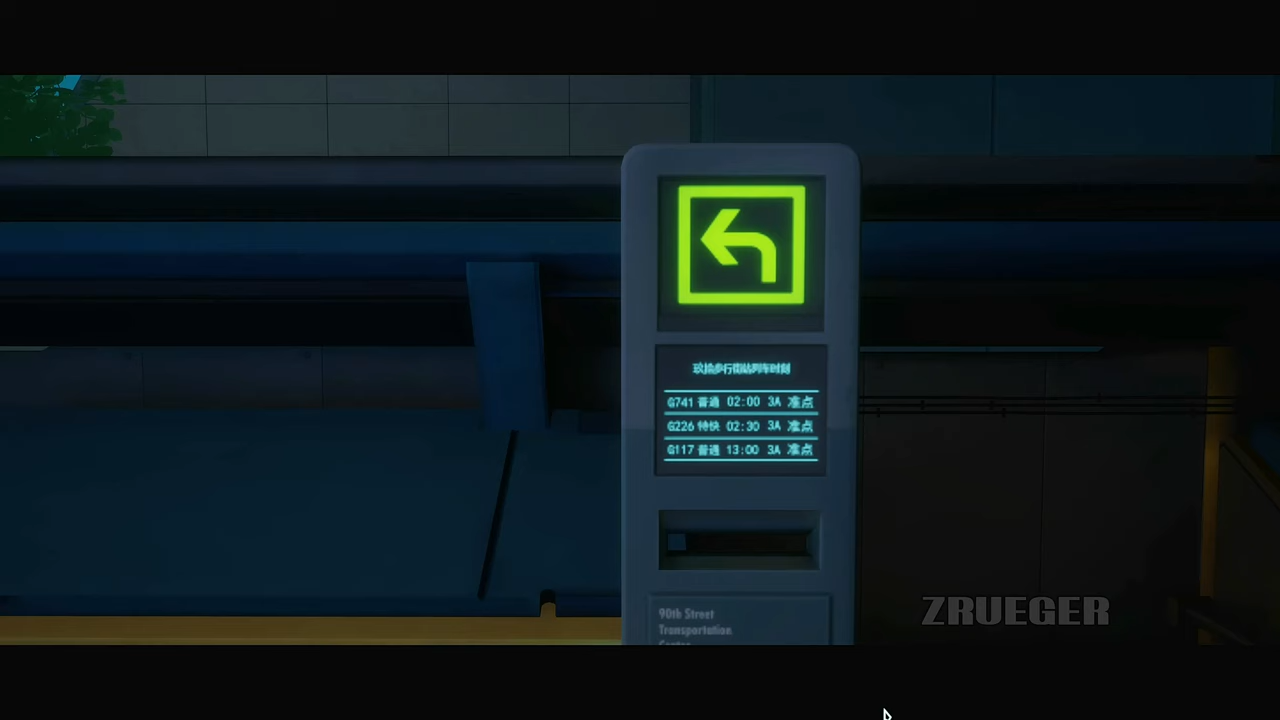 玖拾步行街站列车时刻
G741 普通 02:00 3A 准点
G226 特快 02:30 3A 准点
G117 普通 13:00 3A 准点
90th Street
Transportation
Center
ZRUEGER